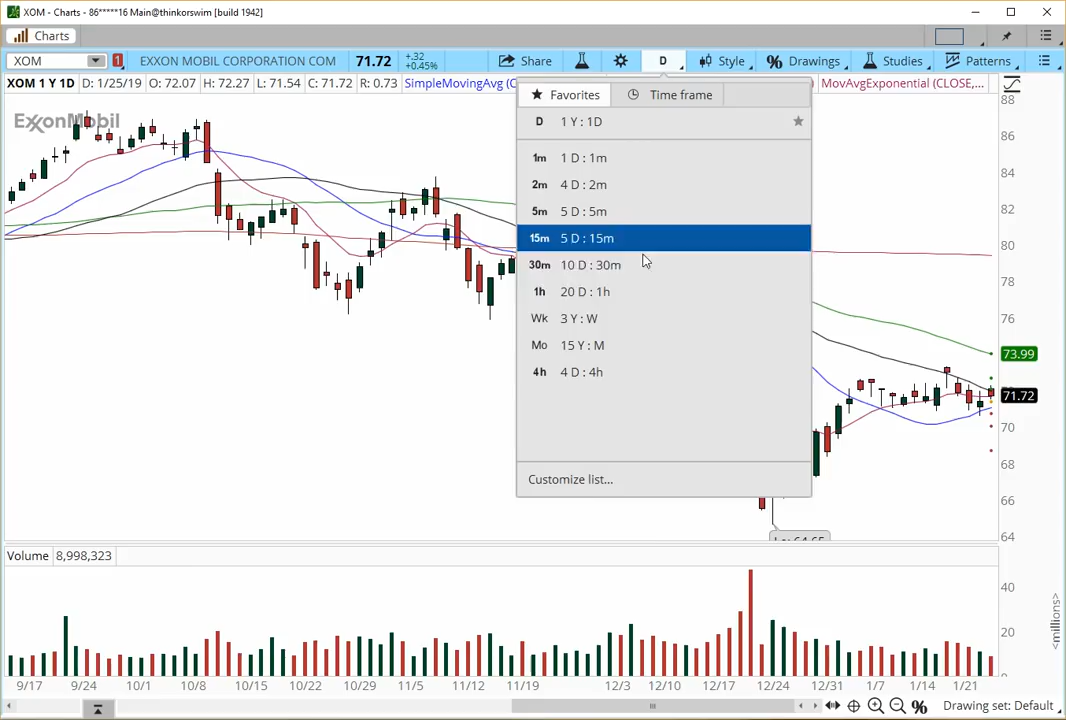 XOM - Charts - 86*****16 Main@thinkorswim [build 1942]
Charts
XOM 1 EXXON MOBIL CORPORATION COM 71.72 +.32 +0.45% Share D Style Drawings Studies Patterns
XOM 1 Y 1D D: 1/25/19 O: 72.07 H: 72.27 L: 71.54 C: 71.72 R: 0.73 SimpleMovingAvg (C MovAvgExponential (CLOSE,...
ExxonMobil
Favorites Time frame
D 1 Y : 1D
1m 1 D : 1m
2m 4 D : 2m
5m 5 D : 5m
15m 5 D : 15m
30m 10 D : 30m
1h 20 D : 1h
Wk 3 Y : W
Mo 15 Y : M
4h 4 D : 4h
Customize list...
88
86
84
82
80
78
76
73.99
71.72
70
68
66
64
Lo: 64.65
Volume 8,998,323
40
20
<millions>
9/17 9/24 10/1 10/8 10/15 10/22 10/29 11/5 11/12 11/19 12/3 12/10 12/17 12/24 12/31 1/7 1/14 1/21
Drawing set: Default